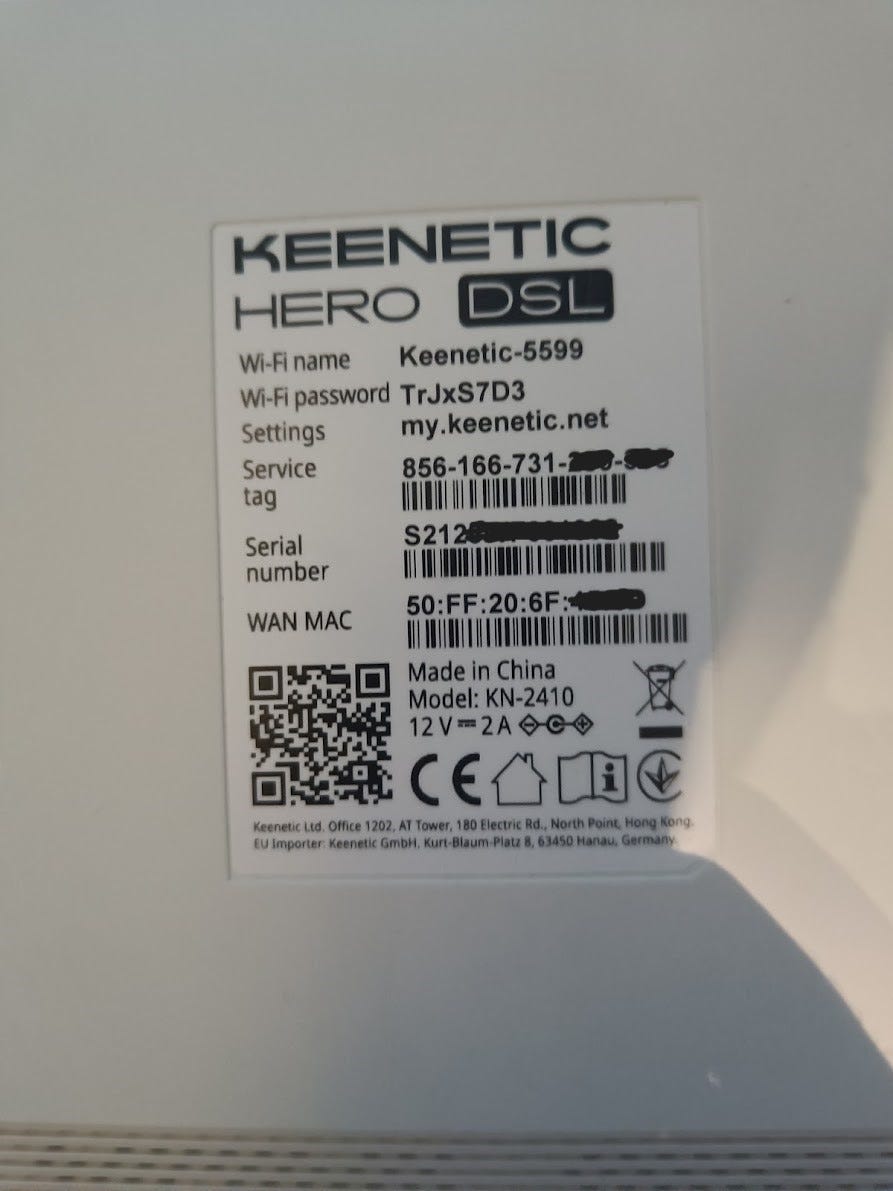 KEENETIC
HERO DSL
Wi-Fi name Keenetic-5599
Wi-Fi password TrJxS7D3
Settings my.keenetic.net
Service tag 856-166-731-
Serial number S212
WAN MAC 50:FF:20:6F:
Made in China
Model: KN-2410
12 V ⎓ 2 A
CE
Keenetic Ltd. Office 1202, AT Tower, 180 Electric Rd., North Point, Hong Kong.
EU Importer: Keenetic GmbH, Kurt-Blaum-Platz 8, 63450 Hanau, Germany.